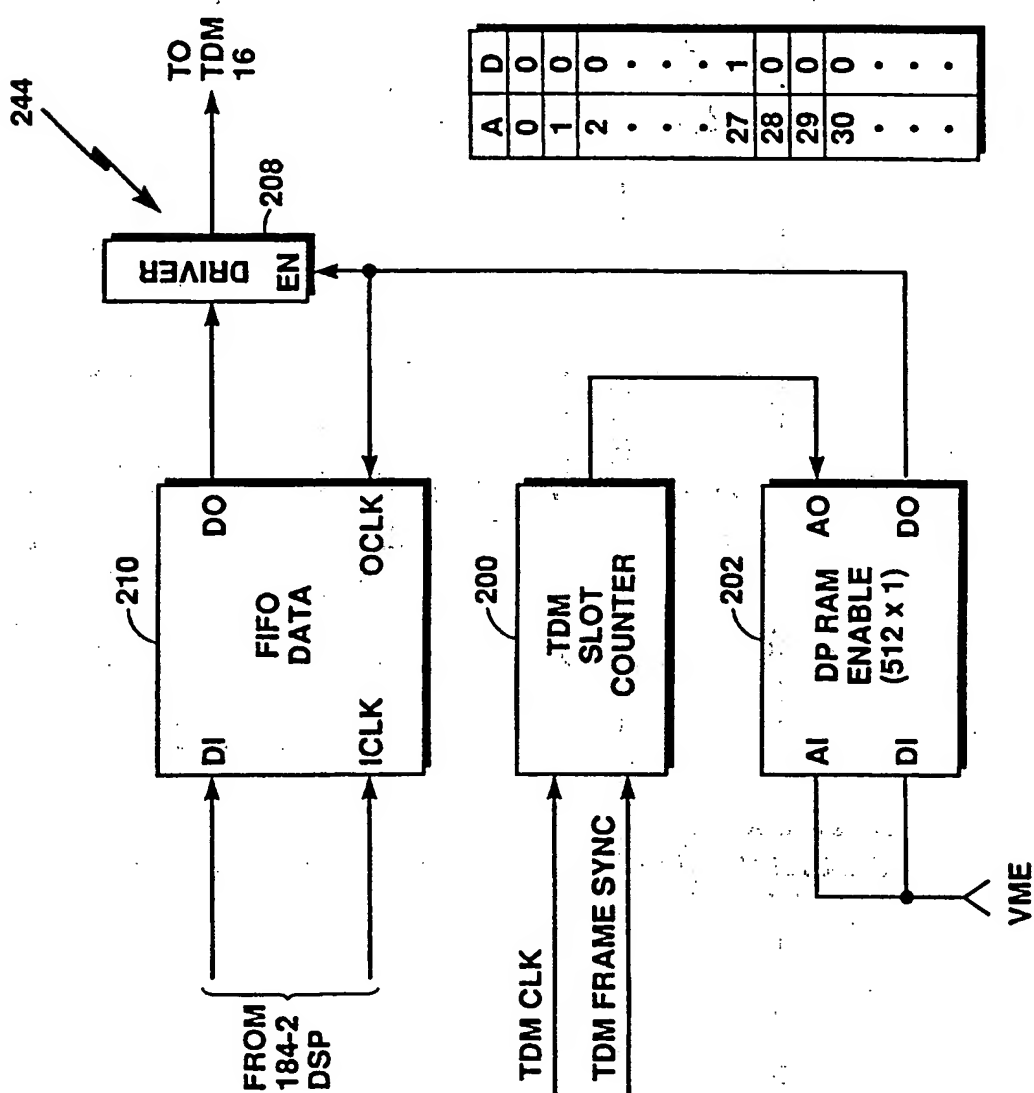 244
TO
TDM
16
208
DRIVER
EN
210
DI
DO
FIFO
DATA
ICLK
OCLK
FROM
184-2
DSP
200
TDM
SLOT
COUNTER
TDM CLK
TDM FRAME SYNC
202
AI
AO
DP RAM
ENABLE
(512 x 1)
DI
DO
VME
A D
0 0
1 0
2 0
• •
• •
• •
27 1
28 0
29 0
30 0
• •
• •
• •